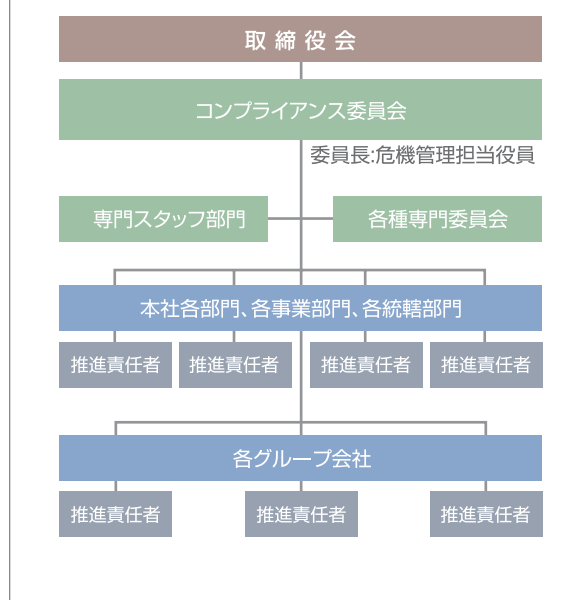 取締役会
コンプライアンス委員会
委員長:危機管理担当役員
専門スタッフ部門
各種専門委員会
本社各部門、各事業部門、各統轄部門
推進責任者
推進責任者
推進責任者
推進責任者
各グループ会社
推進責任者
推進責任者
推進責任者